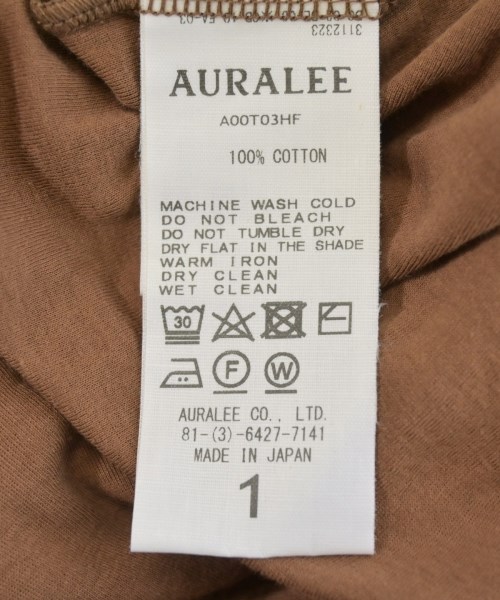 3112323
AURALEE
A00T03HF
100% COTTON
MACHINE WASH COLD
DO NOT BLEACH
DO NOT TUMBLE DRY
DRY FLAT IN THE SHADE
WARM IRON
DRY CLEAN
WET CLEAN
30
F W
AURALEE CO., LTD.
81-(3)-6427-7141
MADE IN JAPAN
1